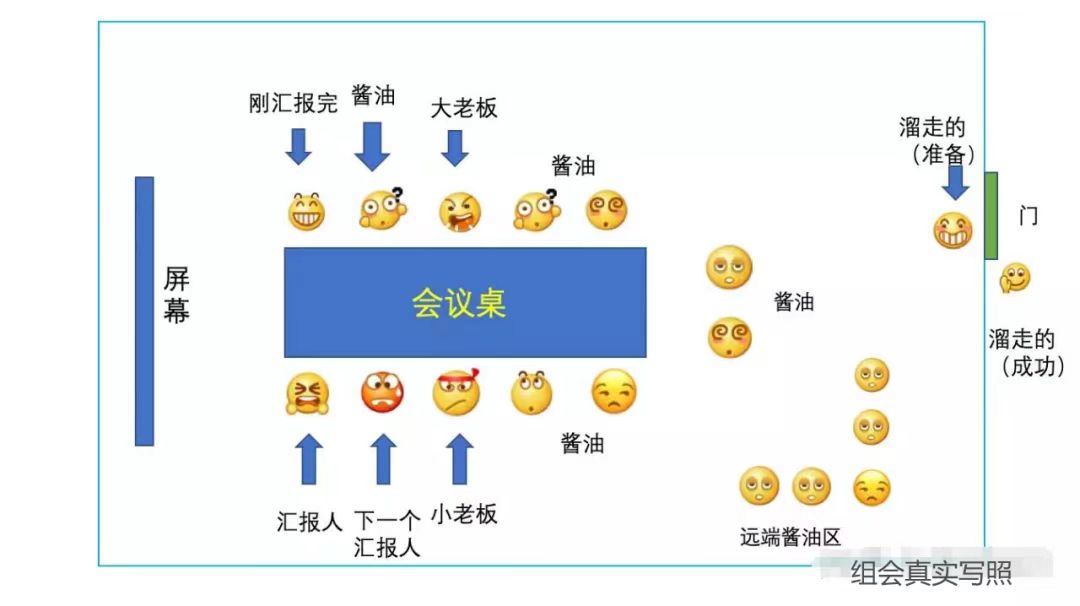 刚汇报完
酱油
大老板
酱油
溜走的
（准备）
门
屏
幕
会议桌
酱油
溜走的
（成功）
酱油
汇报人
下一个
汇报人
小老板
远端酱油区
组会真实写照